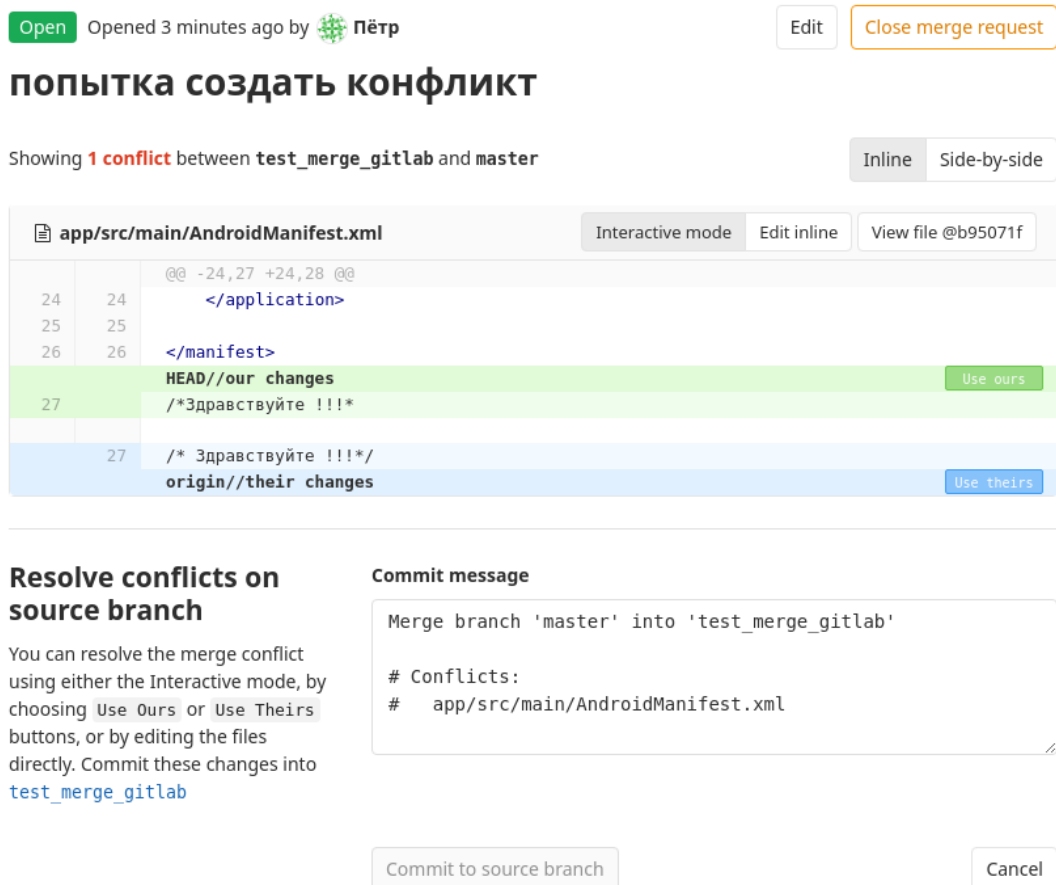 Open Opened 3 minutes ago by Пётр Edit Close merge request
попытка создать конфликт
Showing 1 conflict between test_merge_gitlab and master Inline Side-by-side
app/src/main/AndroidManifest.xml Interactive mode Edit inline View file @b95071f
@@ -24,27 +24,28 @@
24 24 </application>
25 25
26 26 </manifest>
HEAD//our changes Use ours
27 /*Здравствуйте !!!*
27 /* Здравствуйте !!!*/
origin//their changes Use theirs
Resolve conflicts on
source branch
You can resolve the merge conflict
using either the Interactive mode, by
choosing Use Ours or Use Theirs
buttons, or by editing the files
directly. Commit these changes into
test_merge_gitlab
Commit message
Merge branch 'master' into 'test_merge_gitlab'
# Conflicts:
#   app/src/main/AndroidManifest.xml
Commit to source branch Cancel